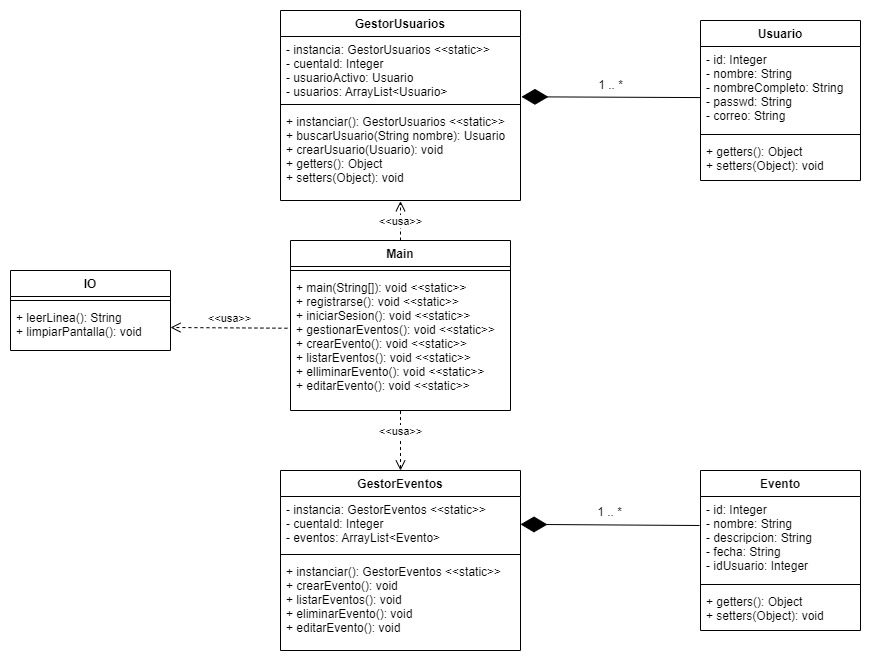 GestorUsuarios
- instancia: GestorUsuarios <<static>>
- cuentaId: Integer
- usuarioActivo: Usuario
- usuarios: ArrayList<Usuario>
+ instanciar(): GestorUsuarios <<static>>
+ buscarUsuario(String nombre): Usuario
+ crearUsuario(Usuario): void
+ getters(): Object
+ setters(Object): void
1 .. *
Usuario
- id: Integer
- nombre: String
- nombreCompleto: String
- passwd: String
- correo: String
+ getters(): Object
+ setters(Object): void
<<usa>>
IO
+ leerLinea(): String
+ limpiarPantalla(): void
<<usa>>
Main
+ main(String[]): void <<static>>
+ registrarse(): void <<static>>
+ iniciarSesion(): void <<static>>
+ gestionarEventos(): void <<static>>
+ crearEvento(): void <<static>>
+ listarEventos(): void <<static>>
+ elliminarEvento(): void <<static>>
+ editarEvento(): void <<static>>
<<usa>>
GestorEventos
- instancia: GestorEventos <<static>>
- cuentaId: Integer
- eventos: ArrayList<Evento>
+ instanciar(): GestorEventos <<static>>
+ crearEvento(): void
+ listarEventos(): void
+ eliminarEvento(): void
+ editarEvento(): void
1 .. *
Evento
- id: Integer
- nombre: String
- descripcion: String
- fecha: String
- idUsuario: Integer
+ getters(): Object
+ setters(Object): void